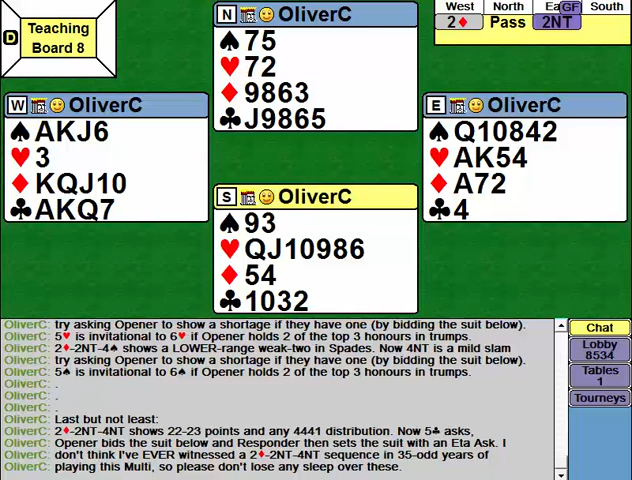 Teaching
Board 8
D
N OliverC
♠75
♥72
♦9863
♣J9865
West North Ea GF South
2♦ Pass 2NT
W OliverC
♠AKJ6
♥3
♦KQJ10
♣AKQ7
E OliverC
♠Q10842
♥AK54
♦A72
♣4
S OliverC
♠93
♥QJ10986
♦54
♣1032
OliverC: try asking Opener to show a shortage if they have one (by bidding the suit below).
OliverC: 5♥ is invitational to 6♥ if Opener holds 2 of the top 3 honours in trumps.
OliverC: 2♦-2NT-4♠ shows a LOWER-range weak-two in Spades. Now 4NT is a mild slam
OliverC: try asking Opener to show a shortage if they have one (by bidding the suit below).
OliverC: 5♠ is invitational to 6♠ if Opener holds 2 of the top 3 honours in trumps.
OliverC: .
OliverC: .
OliverC: .
OliverC: Last but not least:
OliverC: 2♦-2NT-4NT shows 22-23 points and any 4441 distribution. Now 5♣ asks,
OliverC: Opener bids the suit below and Responder then sets the suit with an Eta Ask. I
OliverC: don't think I've EVER witnessed a 2♦-2NT-4NT sequence in 35-odd years of
OliverC: playing this Multi, so please don't lose any sleep over these.
Chat
Lobby
8534
Tables
1
Tourneys